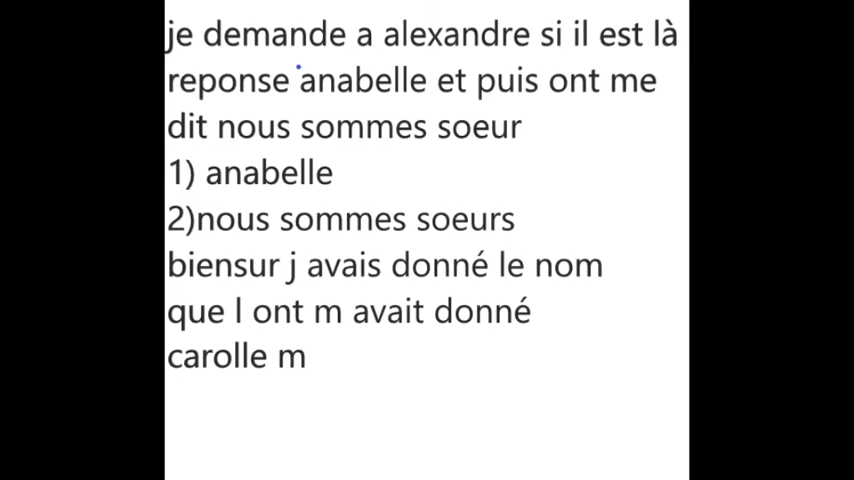 je demande a alexandre si il est là
reponse anabelle et puis ont me
dit nous sommes soeur
1) anabelle
2)nous sommes soeurs
biensur j avais donné le nom
que l ont m avait donné
carolle m